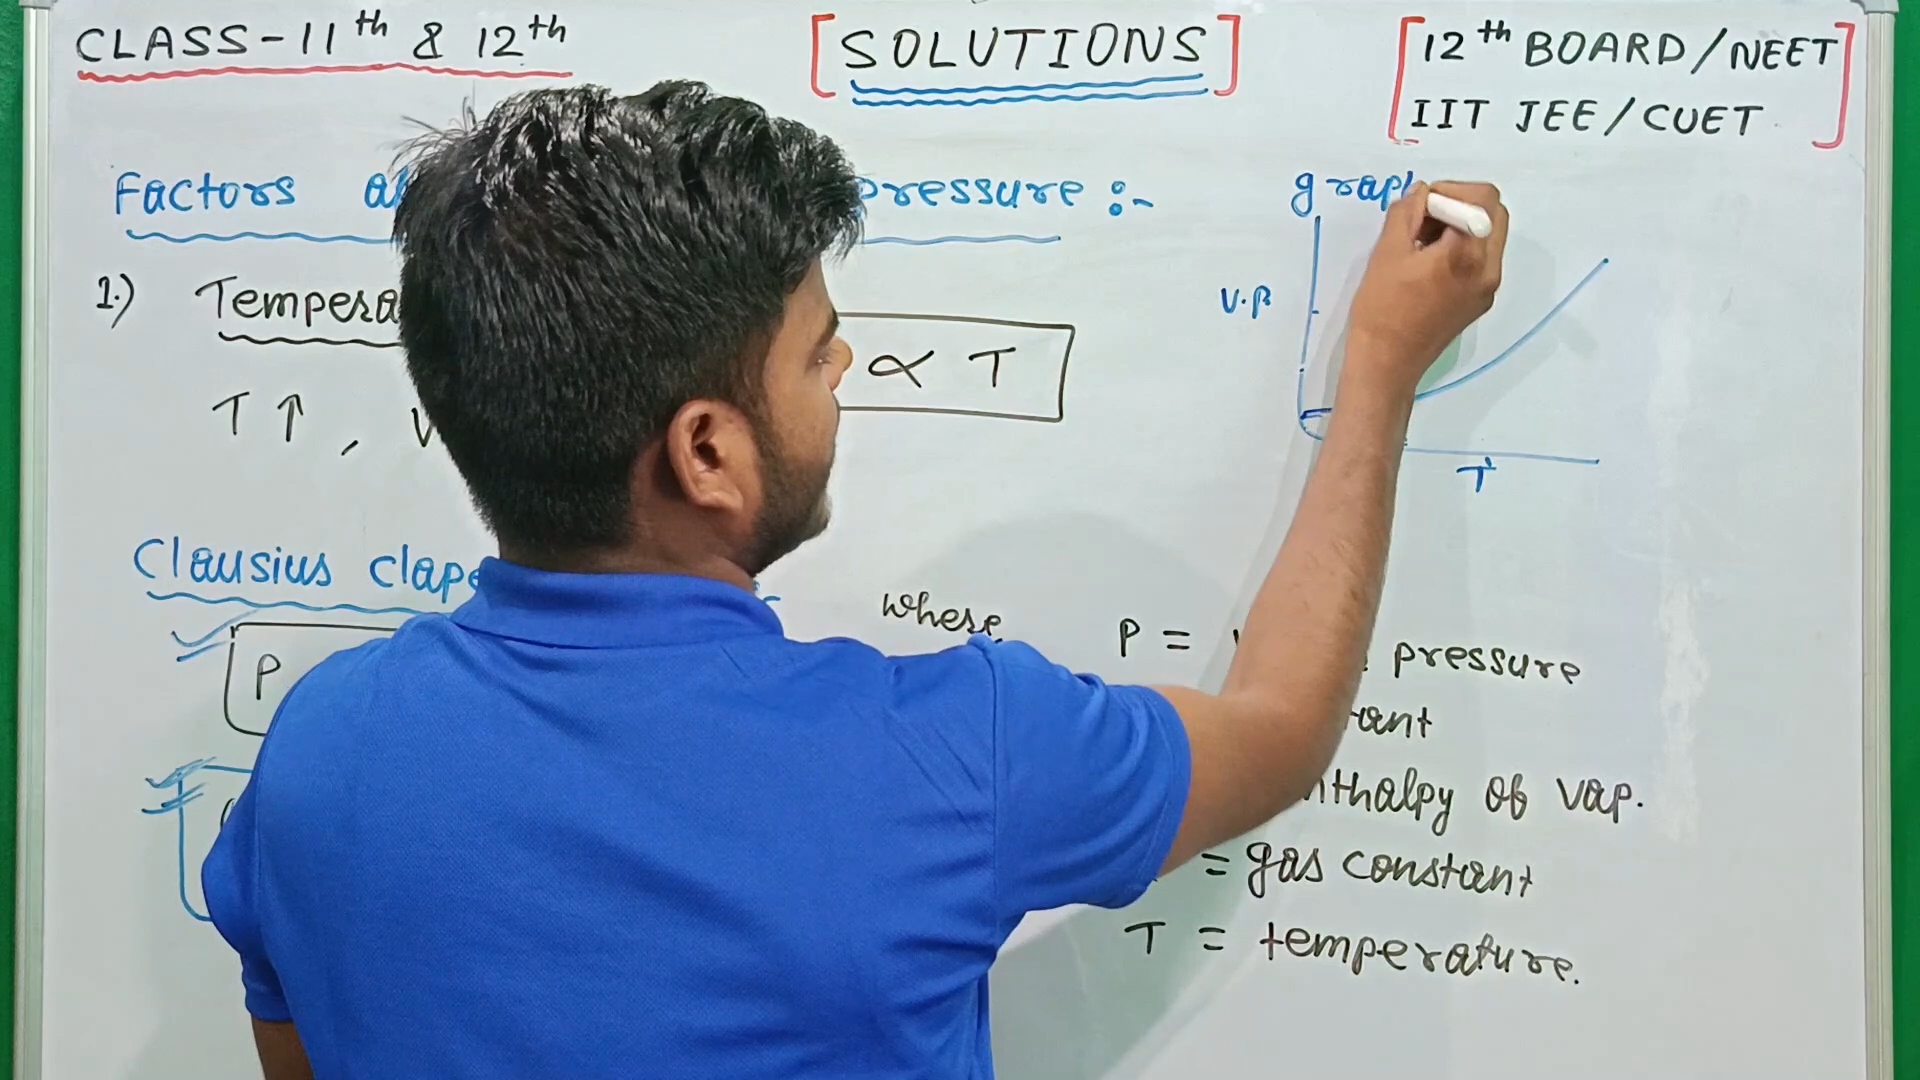 CLASS-11th & 12th
[SOLUTIONS]
[12th BOARD/NEET
IIT JEE/CUET]
Factors pressure :-
1.) Tempera
T↑, V
∝ T
graph
V.P
T
Clausius clape
P
where
P = pressure
tant
nthalpy of vap.
= gas constant
T = temperature.